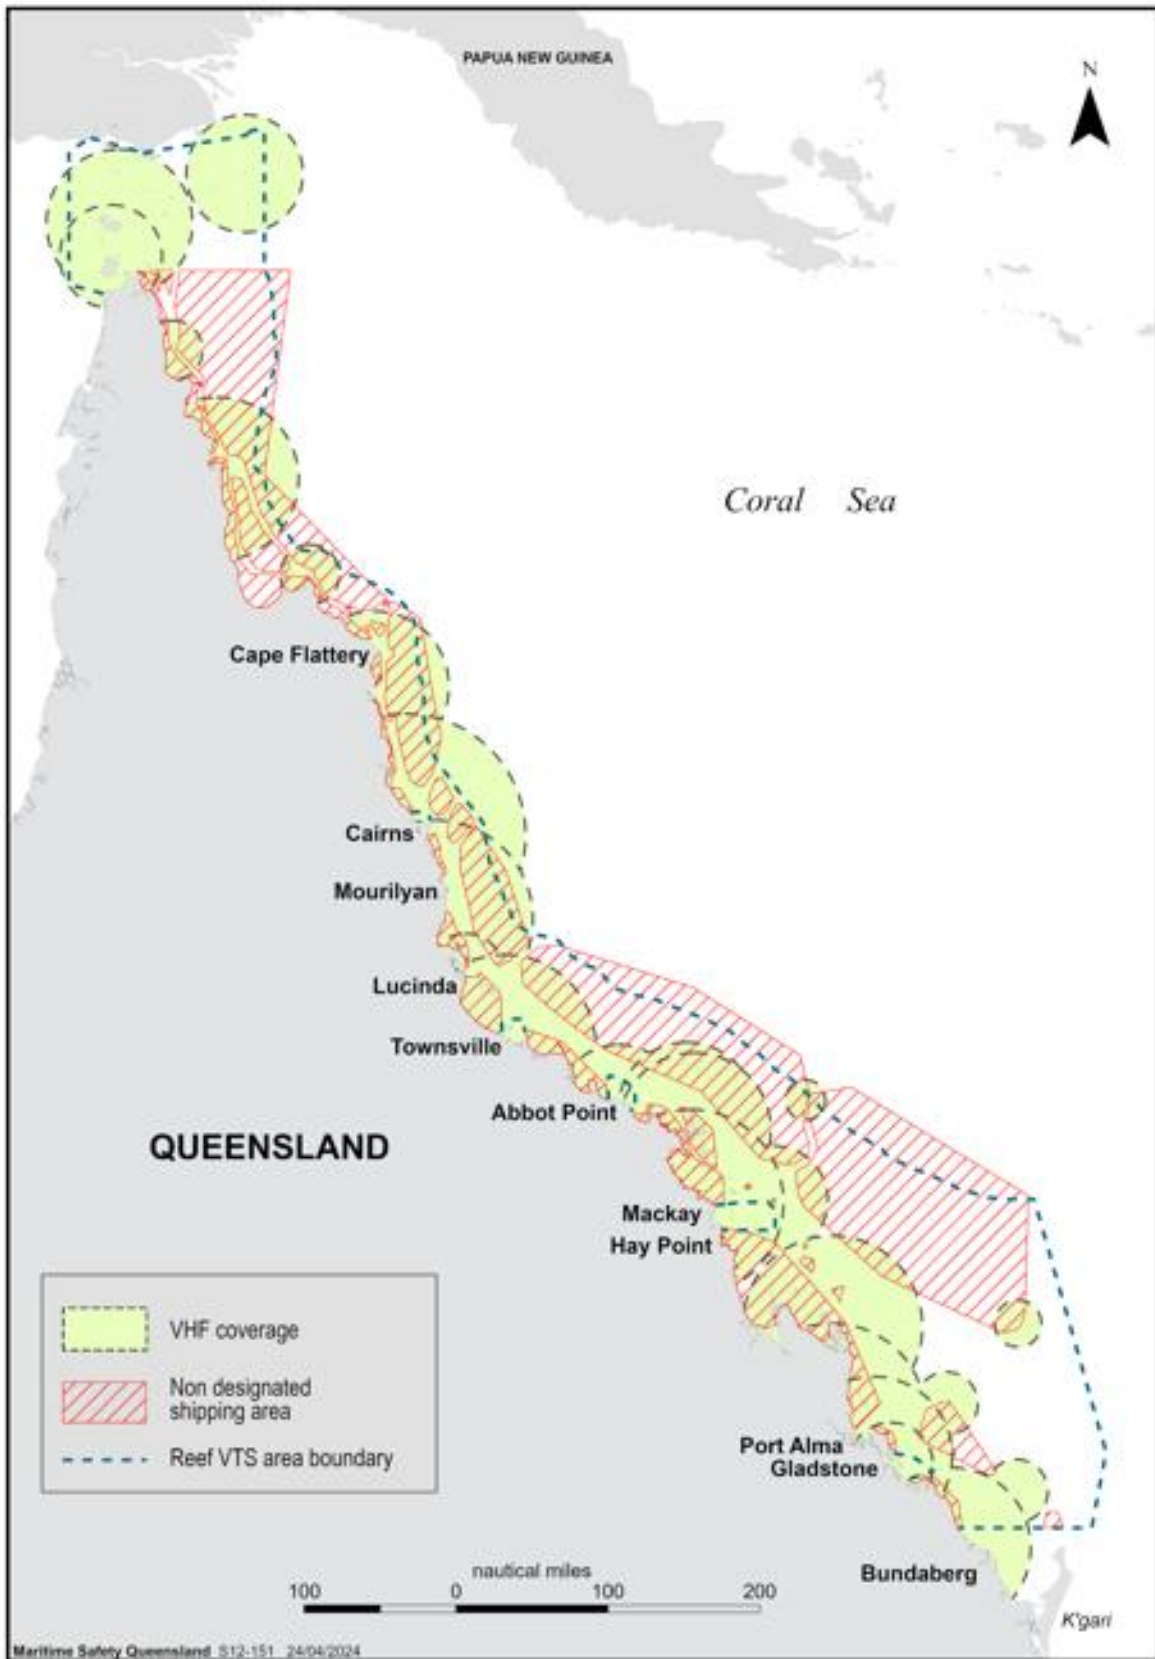 PAPUA NEW GUINEA
N
Coral Sea
Cape Flattery
Cairns
Mourilyan
Lucinda
Townsville
Abbot Point
QUEENSLAND
Mackay
Hay Point
VHF coverage
Non designated
shipping area
Reef VTS area boundary
Port Alma
Gladstone
Bundaberg
K'gari
nautical miles
100 0 100 200
Maritime Safety Queensland S12-151 24/04/2024